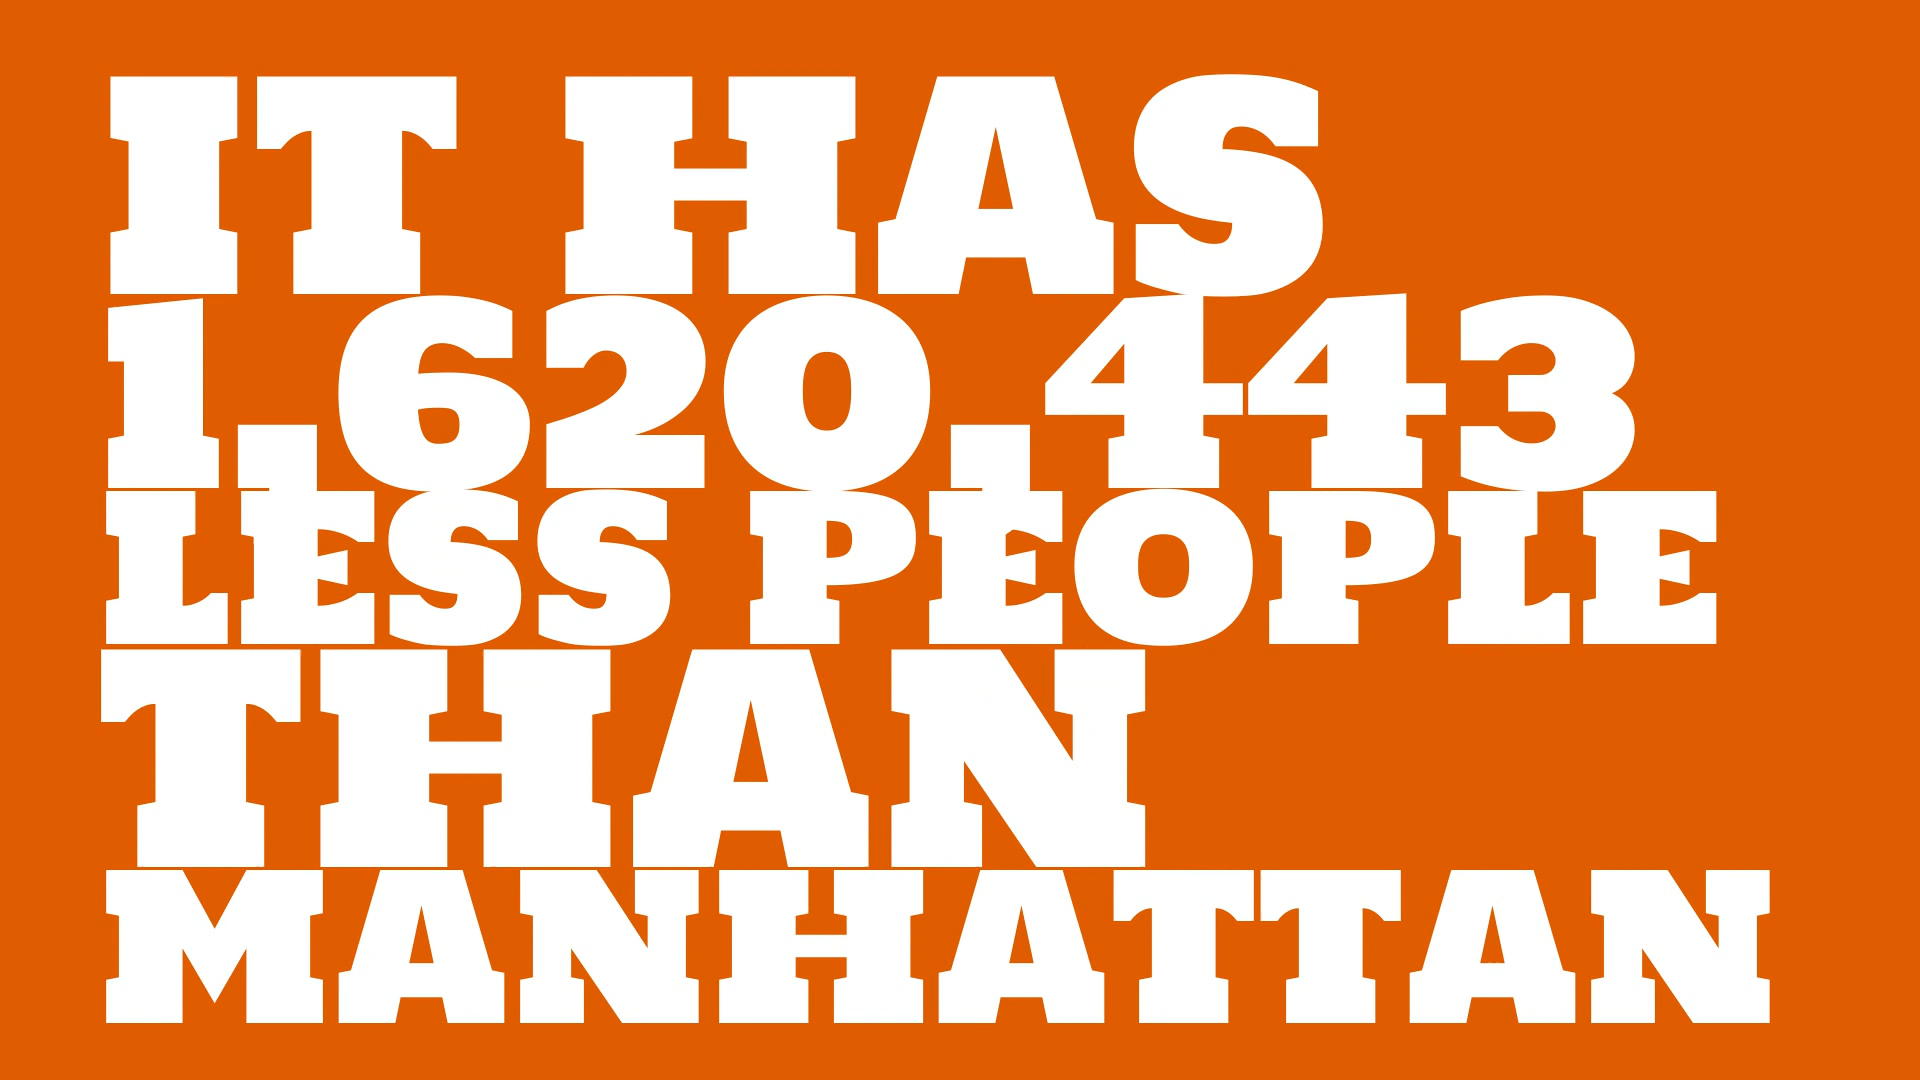 IT HAS
1,620,443
LESS PEOPLE
THAN
MANHATTAN